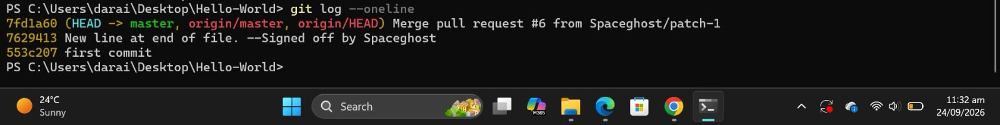 PS C:\Users\darai\Desktop\Hello-World> git log --oneline
7fd1a60 (HEAD -> master, origin/master, origin/HEAD) Merge pull request #6 from Spaceghost/patch-1
7629413 New line at end of file. --Signed off by Spaceghost
553c207 first commit
PS C:\Users\darai\Desktop\Hello-World>
24°C
Sunny
Search
M365
11:32 am
24/09/2026